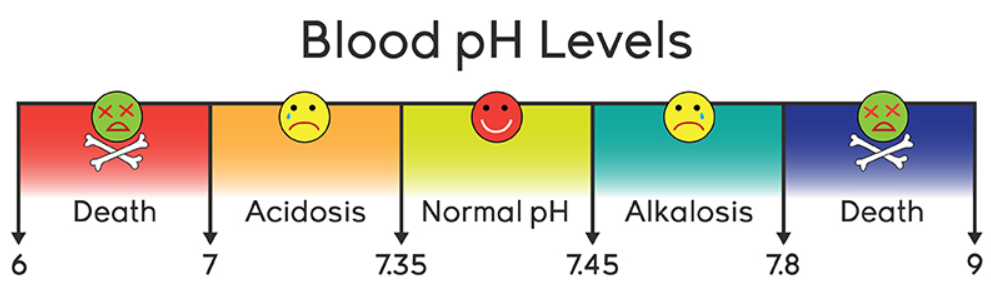 Blood pH Levels
Death Acidosis Normal pH Alkalosis Death
6 7 7.35 7.45 7.8 9